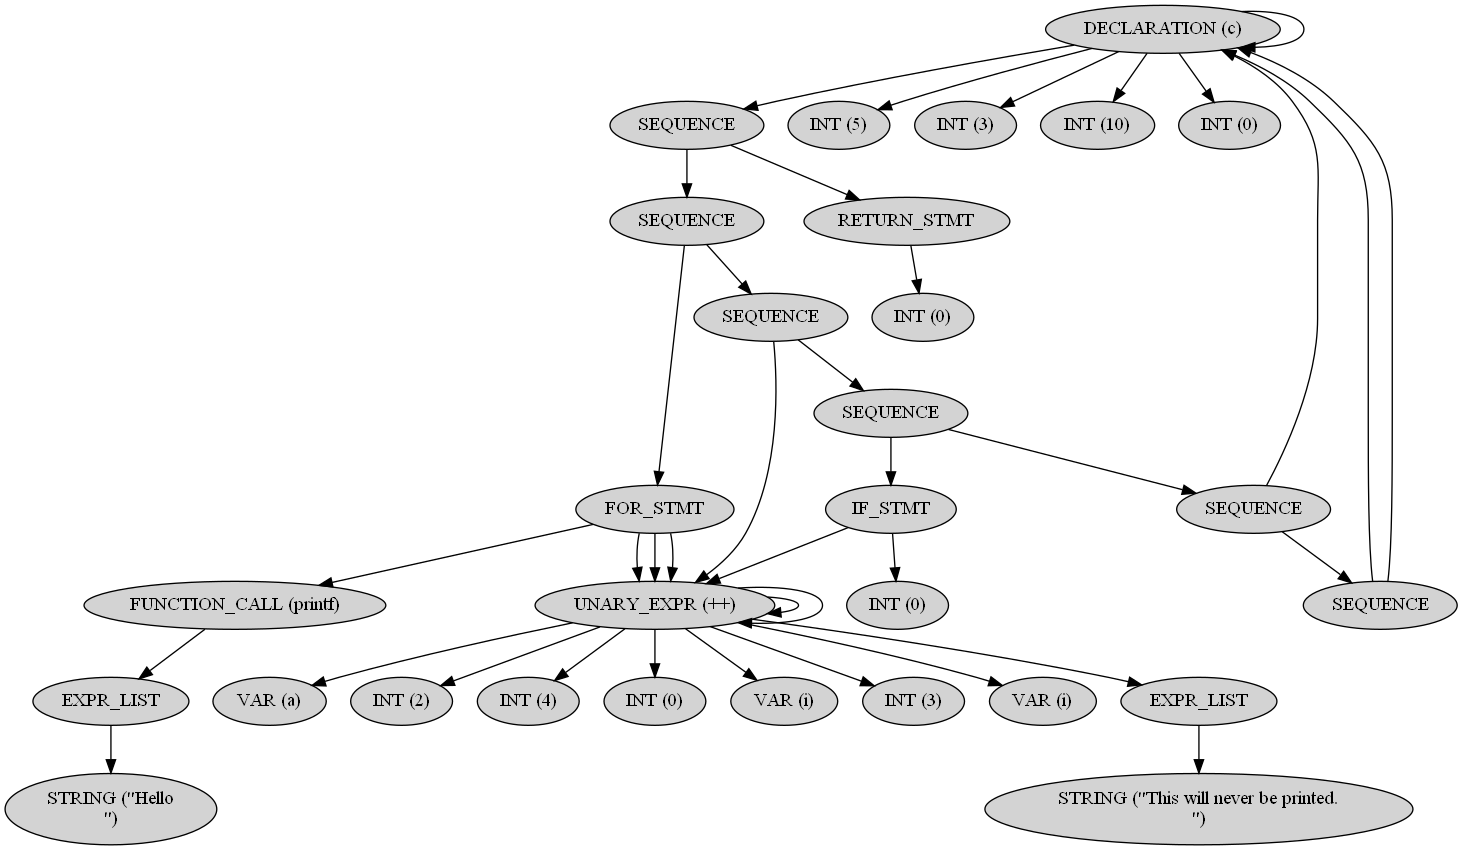 DECLARATION (c)
SEQUENCE
INT (5)
INT (3)
INT (10)
INT (0)
SEQUENCE
RETURN_STMT
SEQUENCE
INT (0)
SEQUENCE
FOR_STMT
IF_STMT
SEQUENCE
FUNCTION_CALL (printf)
UNARY_EXPR (++)
INT (0)
SEQUENCE
EXPR_LIST
VAR (a)
INT (2)
INT (4)
INT (0)
VAR (i)
INT (3)
VAR (i)
EXPR_LIST
STRING ("Hello
")
STRING ("This will never be printed.
")